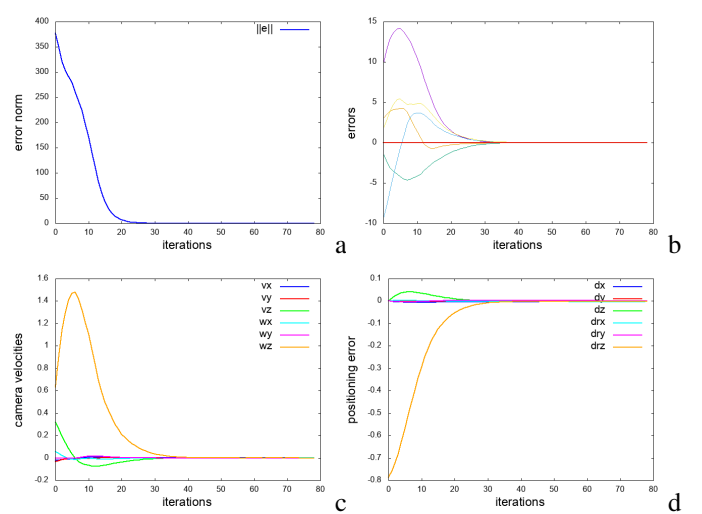 400
350
300
250
200
150
100
50
0
0 10 20 30 40 50 60 70 80
error norm
iterations
||e||
a
15
10
5
0
-5
-10
0 10 20 30 40 50 60 70 80
errors
iterations
b
1.6
1.4
1.2
1
0.8
0.6
0.4
0.2
0
-0.2
0 10 20 30 40 50 60 70 80
camera velocities
iterations
vx
vy
vz
wx
wy
wz
c
0.1
0
-0.1
-0.2
-0.3
-0.4
-0.5
-0.6
-0.7
-0.8
0 10 20 30 40 50 60 70 80
positioning error
iterations
dx
dy
dz
drx
dry
drz
d